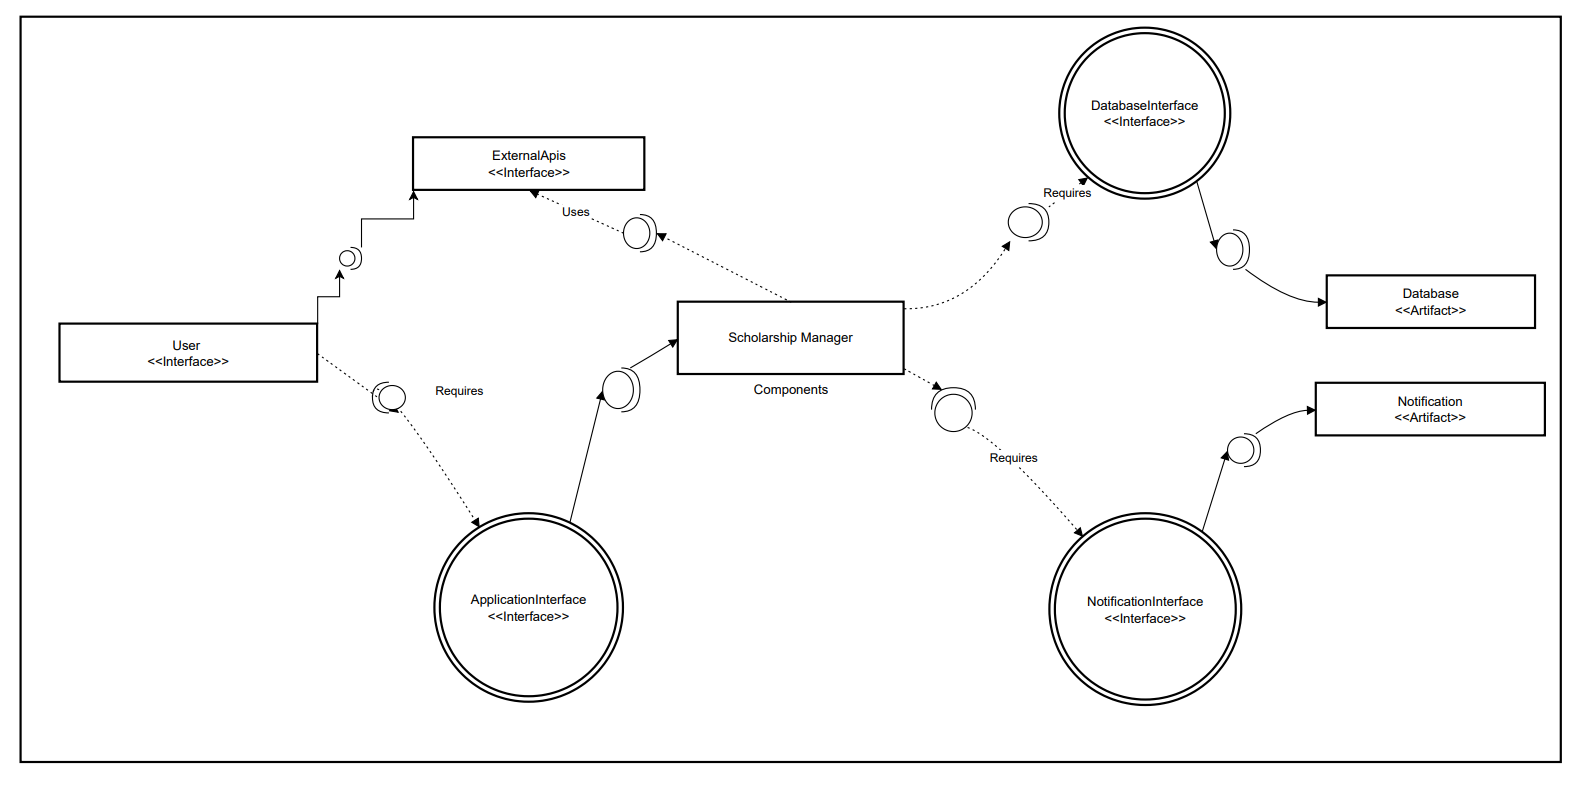 DatabaseInterface
<<Interface>>
ExternalApis
<<Interface>>
Requires
Uses
Database
<<Artifact>>
Scholarship Manager
User
<<Interface>>
Requires
Components
Notification
<<Artifact>>
Requires
ApplicationInterface
<<Interface>>
NotificationInterface
<<Interface>>